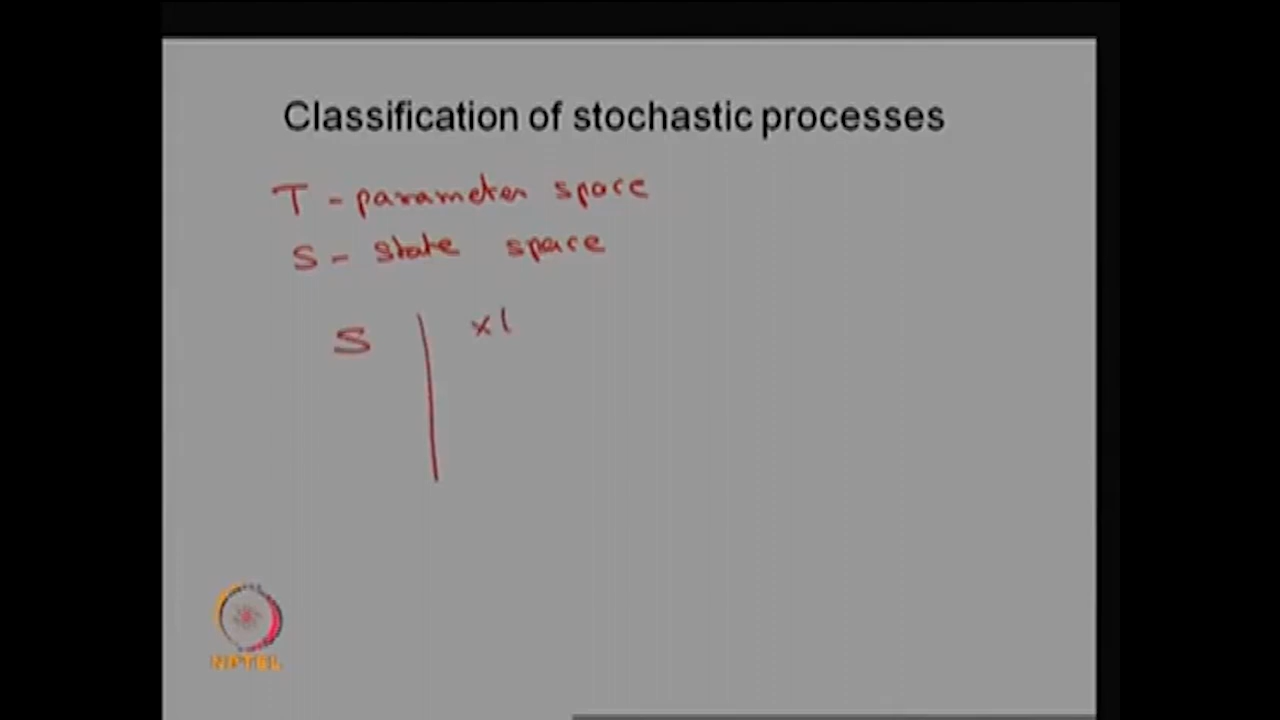 Classification of stochastic processes
T - parameter space
S - state space
S x(
NPTEL